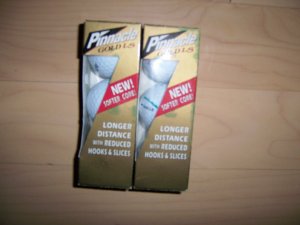 Pinnacle
GOLD LS
NEW!
SOFTER CORE!
LONGER
DISTANCE
WITH REDUCED
HOOKS & SLICES
Pinnacle
GOLD LS
NEW!
SOFTER CORE!
LONGER
DISTANCE
WITH REDUCED
HOOKS & SLICES